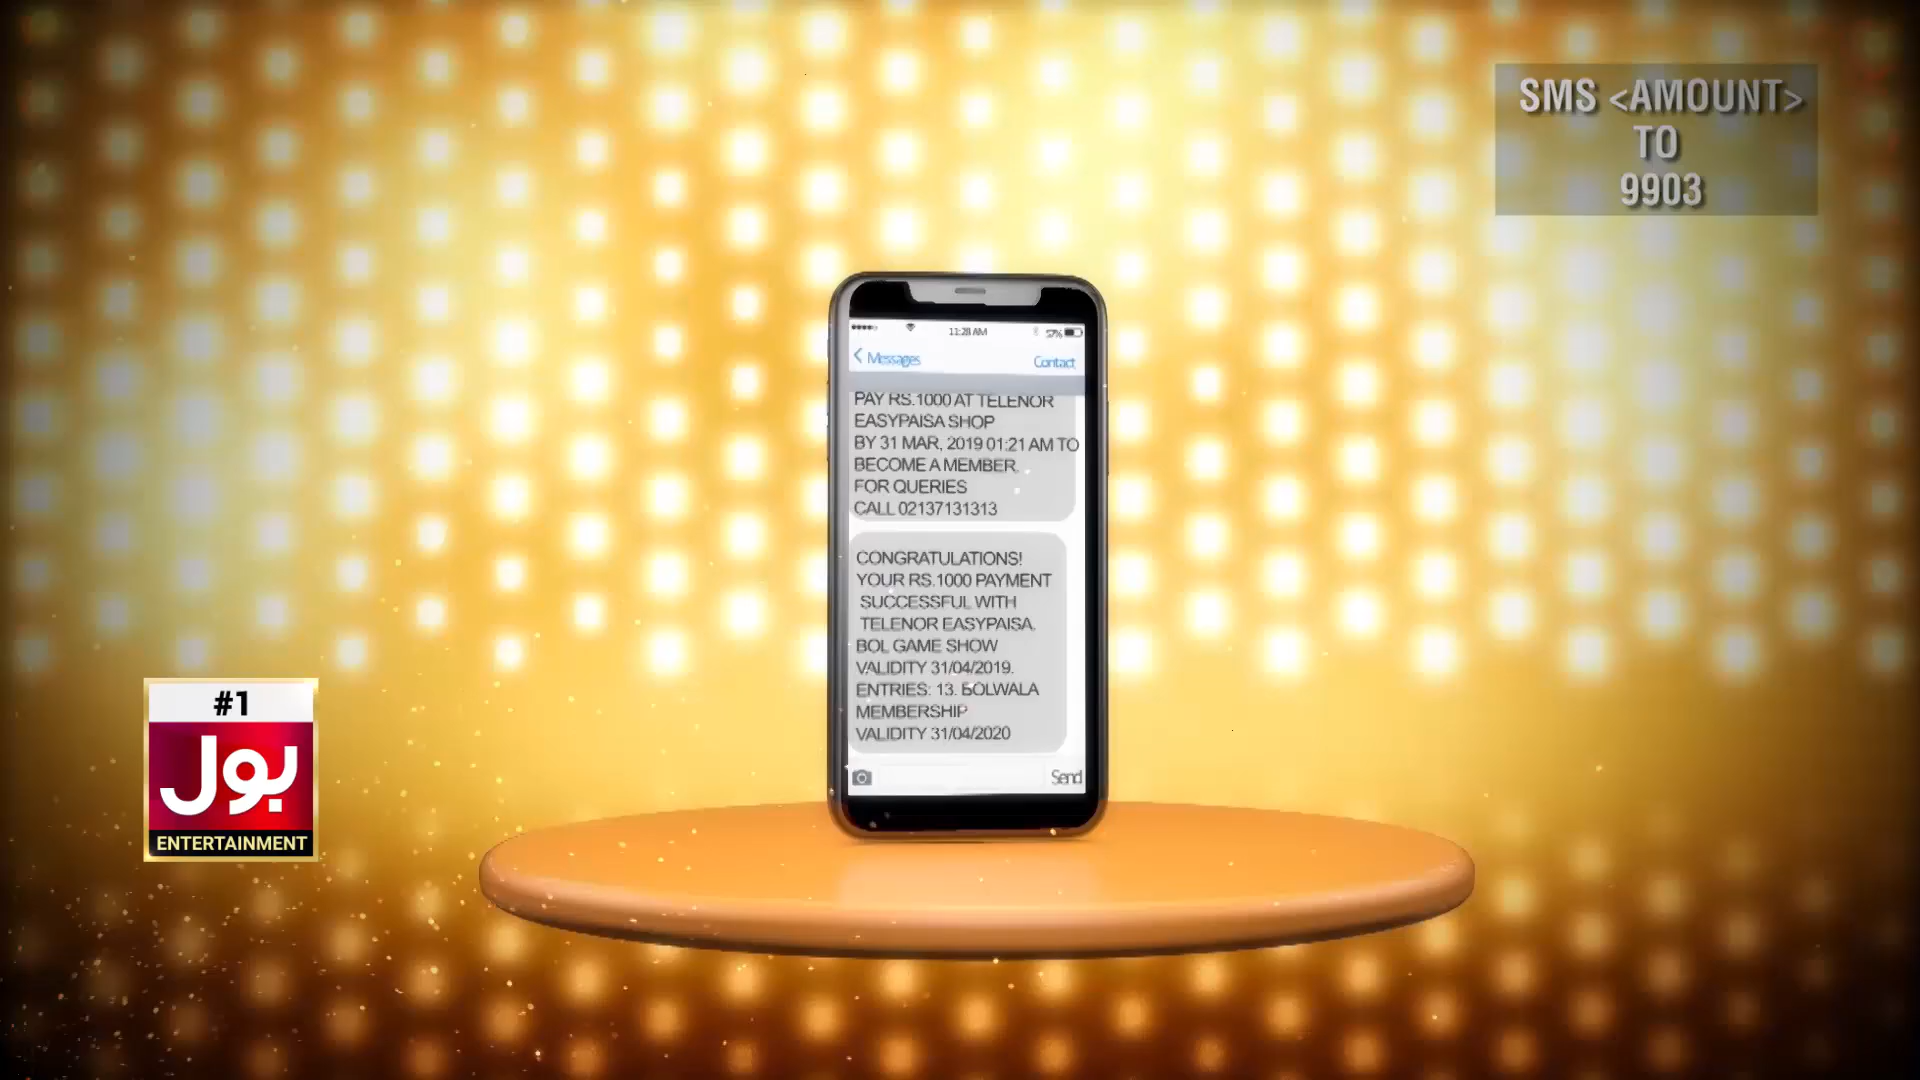 SMS <AMOUNT>
TO
9903
11:28 AM
57%
Messages
Contact
PAY RS.1000 AT TELENOR
EASYPAISA SHOP
BY 31 MAR, 2019 01:21 AM TO
BECOME A MEMBER.
FOR QUERIES
CALL 02137131313
CONGRATULATIONS!
YOUR RS.1000 PAYMENT
SUCCESSFUL WITH
TELENOR EASYPAISA.
BOL GAME SHOW
VALIDITY 31/04/2019.
ENTRIES: 13. BOLWALA
MEMBERSHIP
VALIDITY 31/04/2020
Send
#1
بول
ENTERTAINMENT